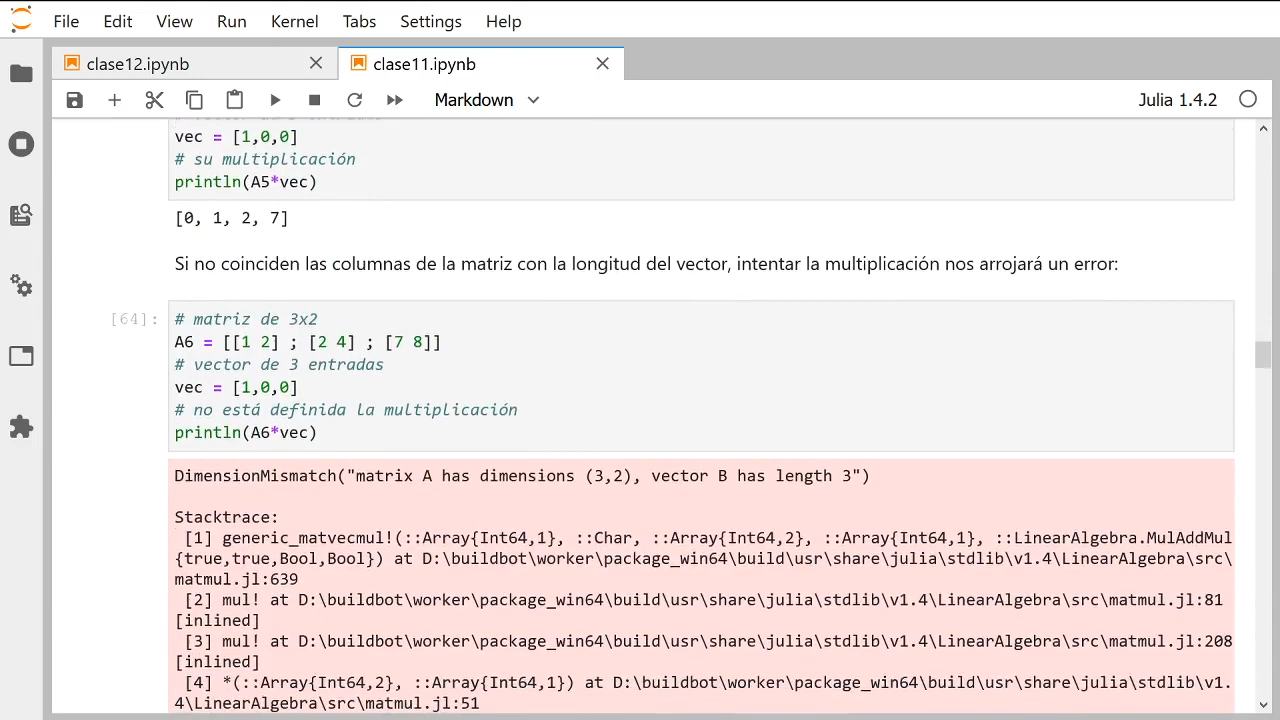 File Edit View Run Kernel Tabs Settings Help
clase12.ipynb
clase11.ipynb
Markdown
Julia 1.4.2
vec = [1,0,0]
# su multiplicación
println(A5*vec)
[0, 1, 2, 7]
Si no coinciden las columnas de la matriz con la longitud del vector, intentar la multiplicación nos arrojará un error:
[64]:
# matriz de 3x2
A6 = [[1 2] ; [2 4] ; [7 8]]
# vector de 3 entradas
vec = [1,0,0]
# no está definida la multiplicación
println(A6*vec)
DimensionMismatch("matrix A has dimensions (3,2), vector B has length 3")
Stacktrace:
[1] generic_matvecmul!(::Array{Int64,1}, ::Char, ::Array{Int64,2}, ::Array{Int64,1}, ::LinearAlgebra.MulAddMul
{true,true,Bool,Bool}) at D:\buildbot\worker\package_win64\build\usr\share\julia\stdlib\v1.4\LinearAlgebra\src\
matmul.jl:639
[2] mul! at D:\buildbot\worker\package_win64\build\usr\share\julia\stdlib\v1.4\LinearAlgebra\src\matmul.jl:81
[inlined]
[3] mul! at D:\buildbot\worker\package_win64\build\usr\share\julia\stdlib\v1.4\LinearAlgebra\src\matmul.jl:208
[inlined]
[4] *(::Array{Int64,2}, ::Array{Int64,1}) at D:\buildbot\worker\package_win64\build\usr\share\julia\stdlib\v1.
4\LinearAlgebra\src\matmul.jl:51